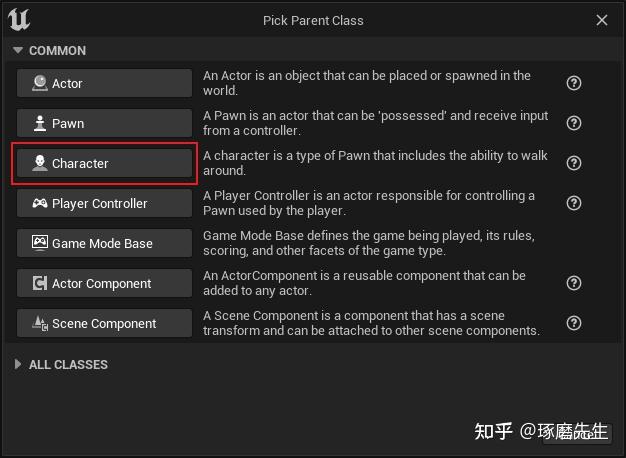 Pick Parent Class
COMMON
Actor
An Actor is an object that can be placed or spawned in the
world.
Pawn
A Pawn is an actor that can be 'possessed' and receive input
from a controller.
Character
A character is a type of Pawn that includes the ability to walk
around.
Player Controller
A Player Controller is an actor responsible for controlling a
Pawn used by the player.
Game Mode Base
Game Mode Base defines the game being played, its rules,
scoring, and other facets of the game type.
Actor Component
An ActorComponent is a reusable component that can be
added to any actor.
Scene Component
A Scene Component is a component that has a scene
transform and can be attached to other scene components.
ALL CLASSES
知乎 @琢磨先生